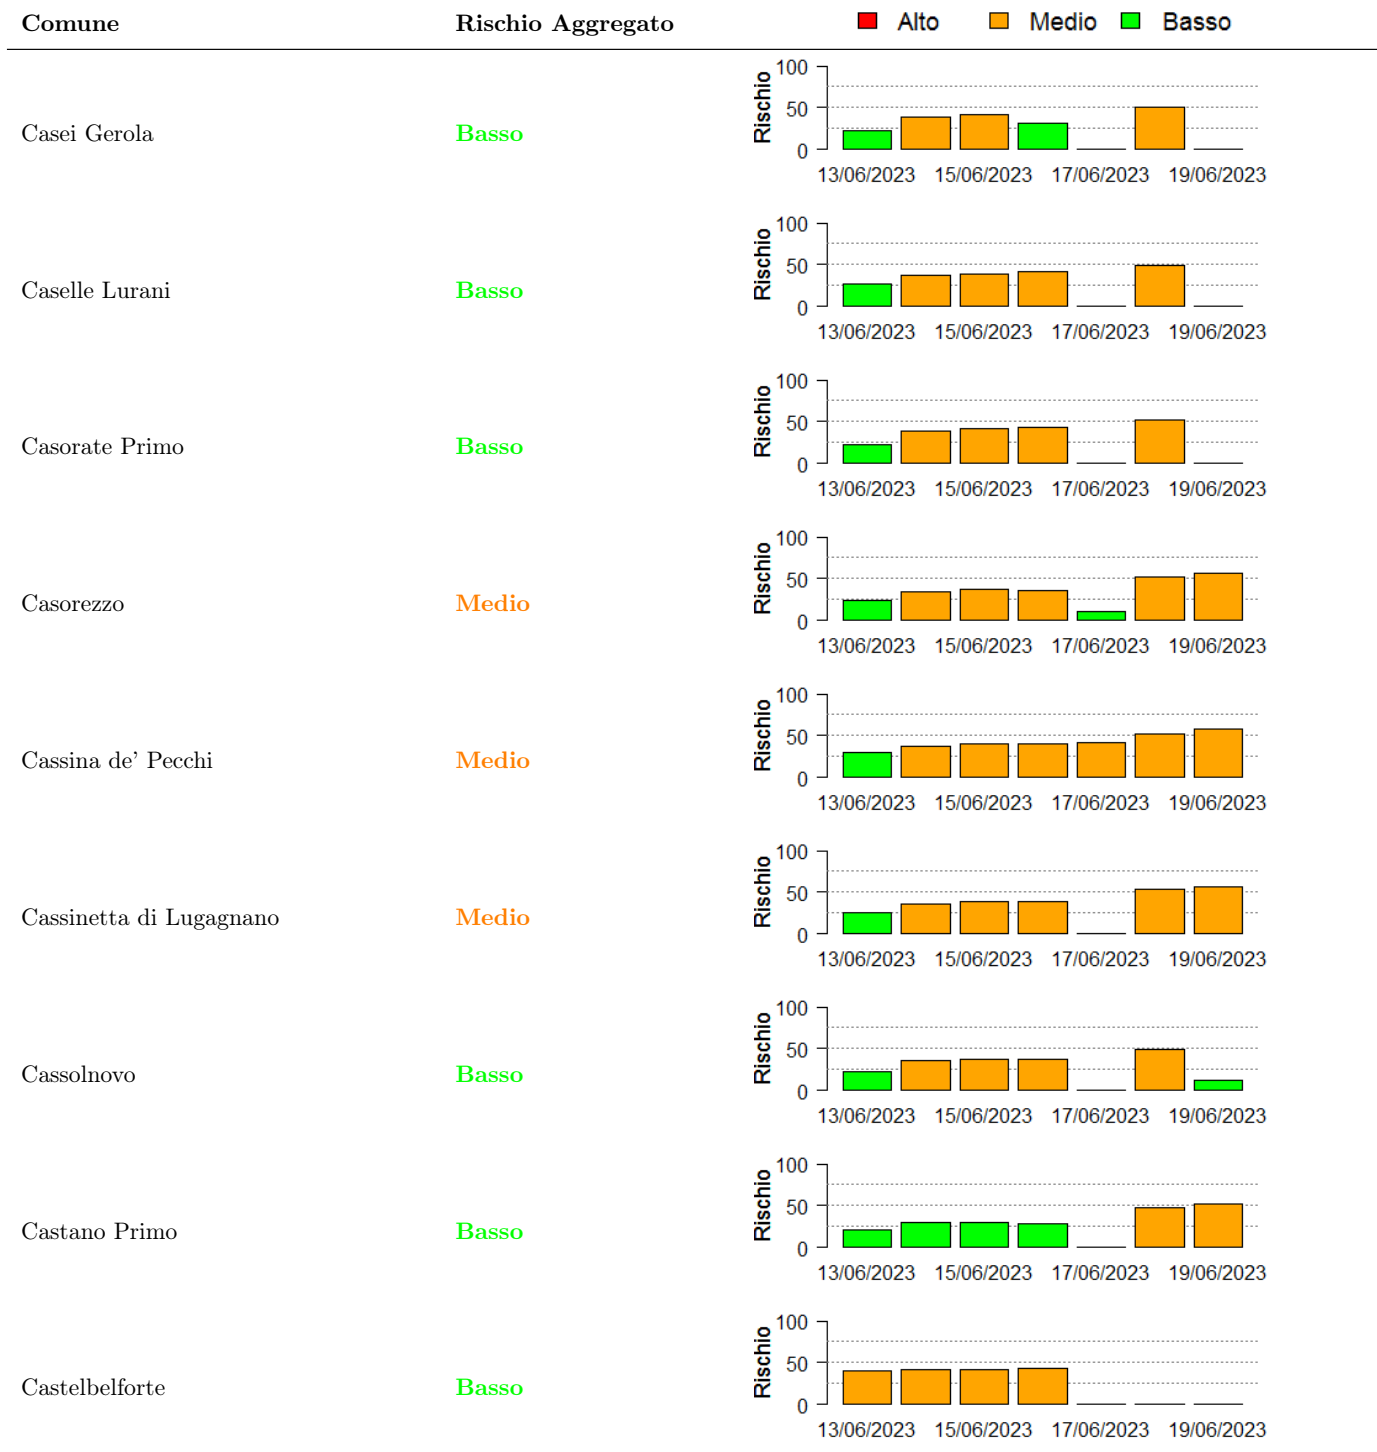 Comune Rischio Aggregato Alto Medio Basso
Casei Gerola Basso
Rischio
100
50
0
13/06/2023 15/06/2023 17/06/2023 19/06/2023
Caselle Lurani Basso
Rischio
100
50
0
13/06/2023 15/06/2023 17/06/2023 19/06/2023
Casorate Primo Basso
Rischio
100
50
0
13/06/2023 15/06/2023 17/06/2023 19/06/2023
Casorezzo Medio
Rischio
100
50
0
13/06/2023 15/06/2023 17/06/2023 19/06/2023
Cassina de’ Pecchi Medio
Rischio
100
50
0
13/06/2023 15/06/2023 17/06/2023 19/06/2023
Cassinetta di Lugagnano Medio
Rischio
100
50
0
13/06/2023 15/06/2023 17/06/2023 19/06/2023
Cassolnovo Basso
Rischio
100
50
0
13/06/2023 15/06/2023 17/06/2023 19/06/2023
Castano Primo Basso
Rischio
100
50
0
13/06/2023 15/06/2023 17/06/2023 19/06/2023
Castelbelforte Basso
Rischio
100
50
0
13/06/2023 15/06/2023 17/06/2023 19/06/2023